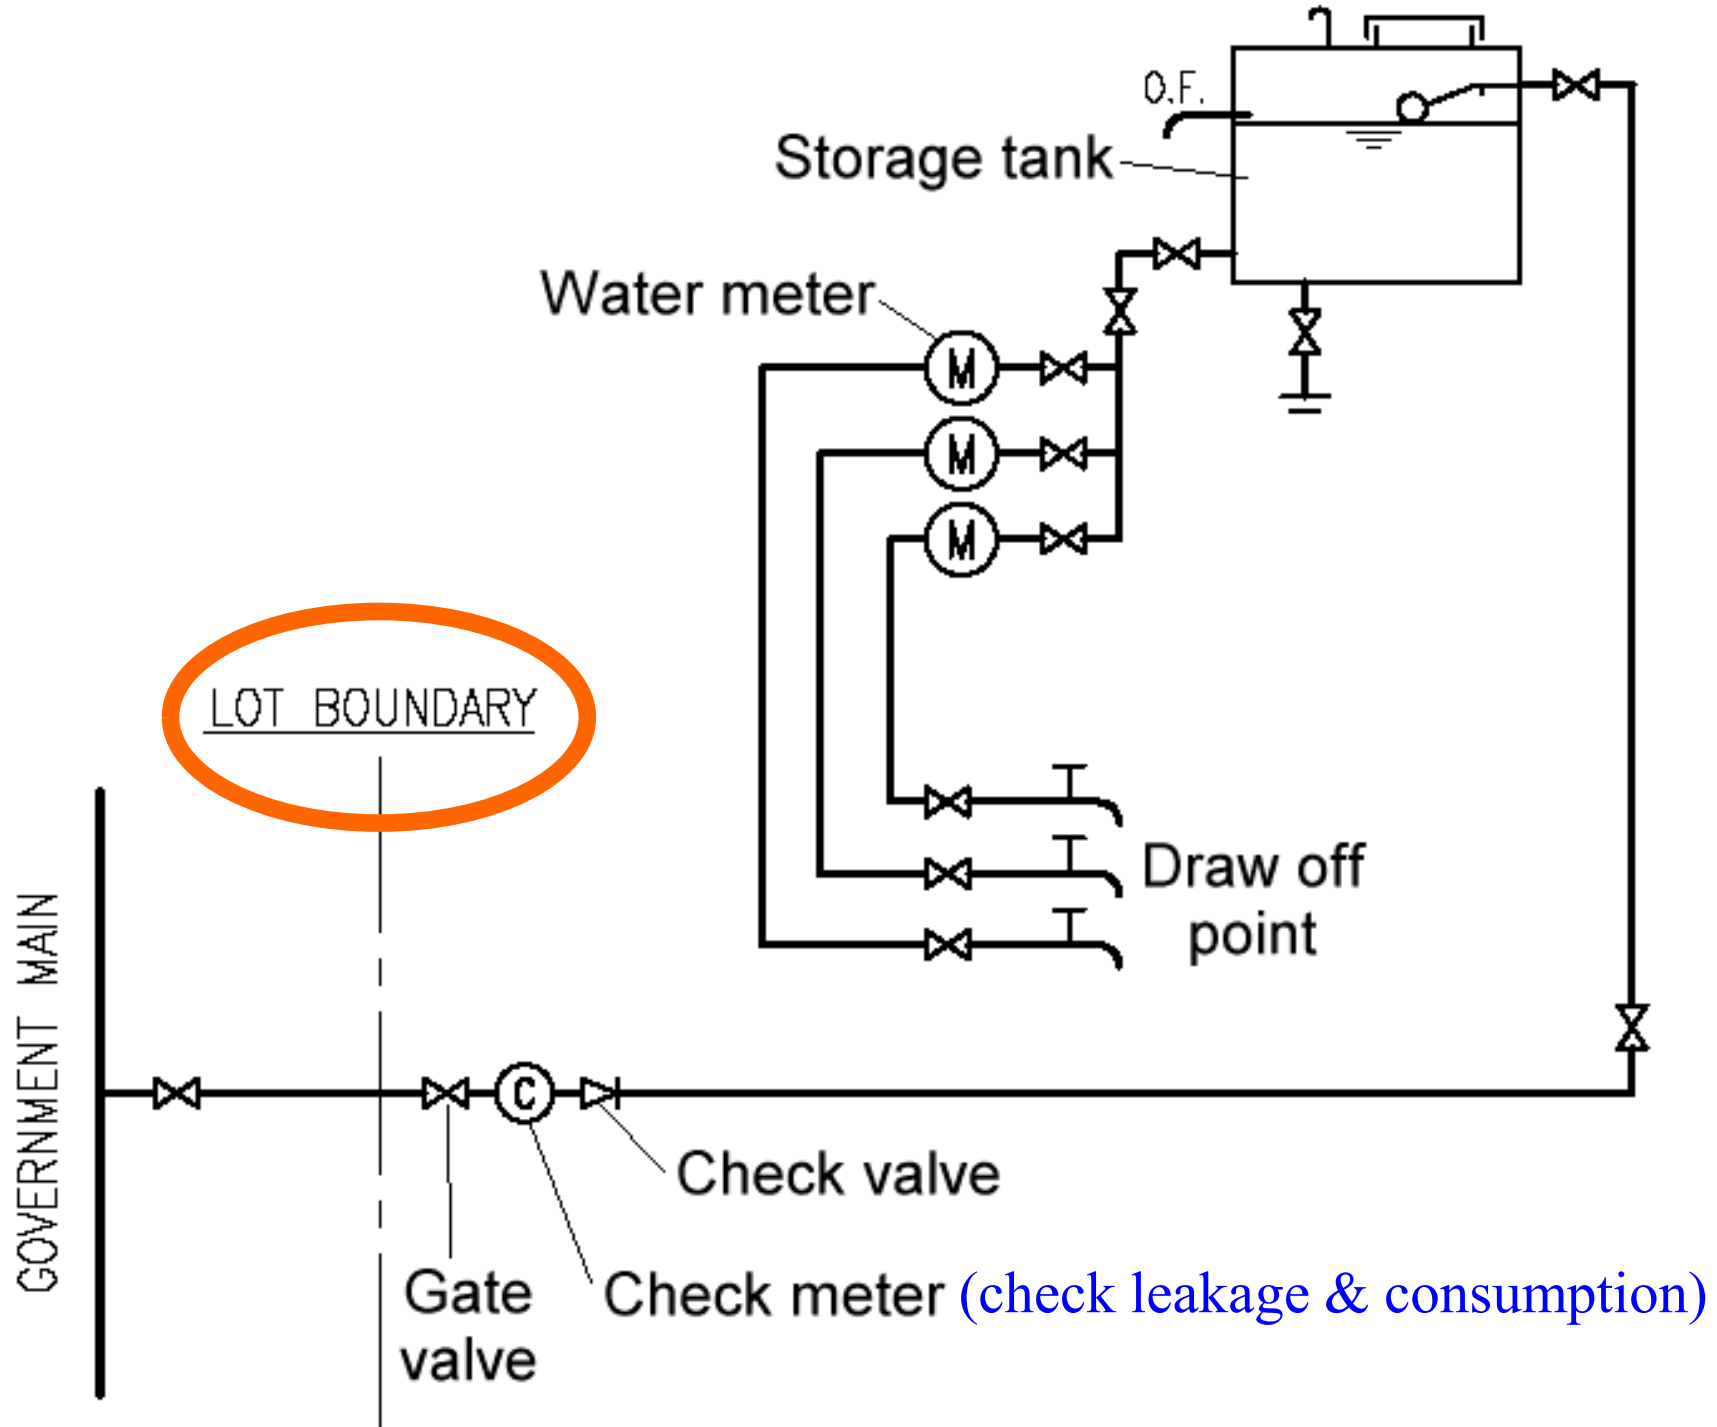 O.F.
Storage tank
Water meter
M
M
M
LOT BOUNDARY
Draw off
point
GOVERNMENT MAIN
C
Check valve
Gate
valve
Check meter (check leakage & consumption)